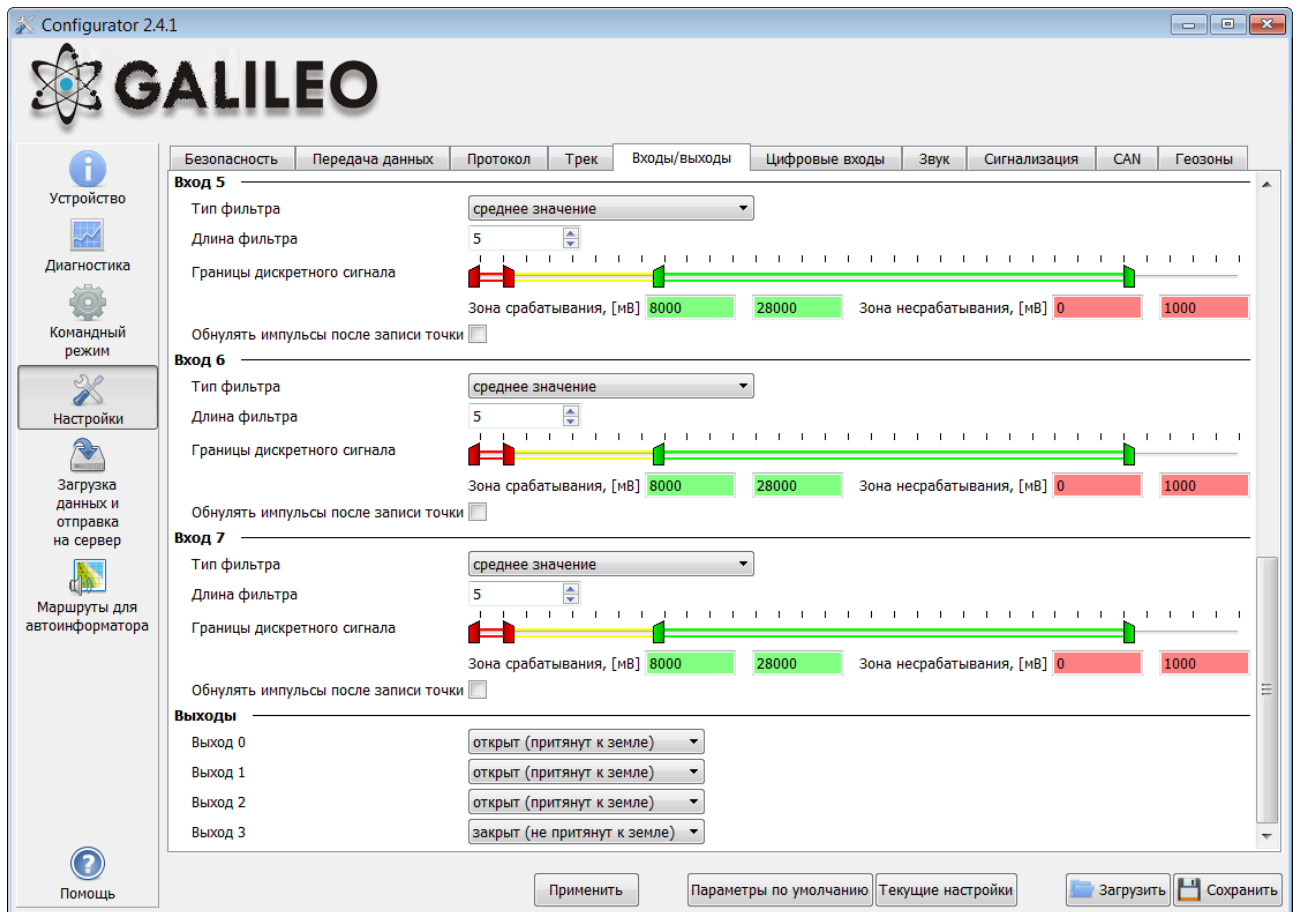 Configurator 2.4.1
GALILEO
Безопасность Передача данных Протокол Трек Входы/выходы Цифровые входы Звук Сигнализация CAN Геозоны
Устройство
Диагностика
Командный
режим
Настройки
Загрузка
данных и
отправка
на сервер
Маршруты для
автоинформатора
Помощь
Вход 5
Тип фильтра среднее значение
Длина фильтра 5
Границы дискретного сигнала
Зона срабатывания, [мВ] 8000 28000 Зона несрабатывания, [мВ] 0 1000
Обнулять импульсы после записи точки
Вход 6
Тип фильтра среднее значение
Длина фильтра 5
Границы дискретного сигнала
Зона срабатывания, [мВ] 8000 28000 Зона несрабатывания, [мВ] 0 1000
Обнулять импульсы после записи точки
Вход 7
Тип фильтра среднее значение
Длина фильтра 5
Границы дискретного сигнала
Зона срабатывания, [мВ] 8000 28000 Зона несрабатывания, [мВ] 0 1000
Обнулять импульсы после записи точки
Выходы
Выход 0 открыт (притянут к земле)
Выход 1 открыт (притянут к земле)
Выход 2 открыт (притянут к земле)
Выход 3 закрыт (не притянут к земле)
Применить Параметры по умолчанию Текущие настройки Загрузить Сохранить